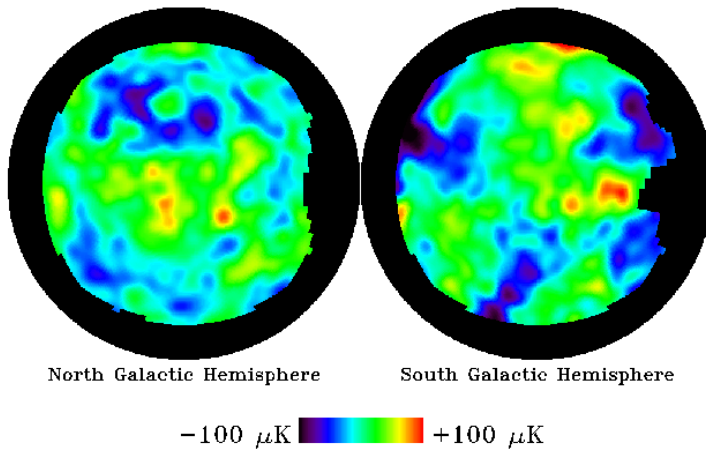 North Galactic Hemisphere
South Galactic Hemisphere
−100 μK
+100 μK